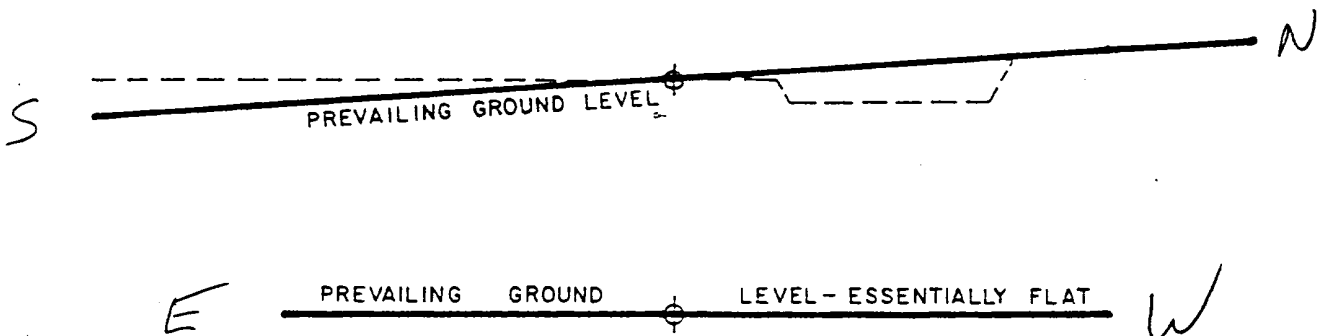 N
S
PREVAILING GROUND LEVEL
E
PREVAILING GROUND LEVEL - ESSENTIALLY FLAT
W